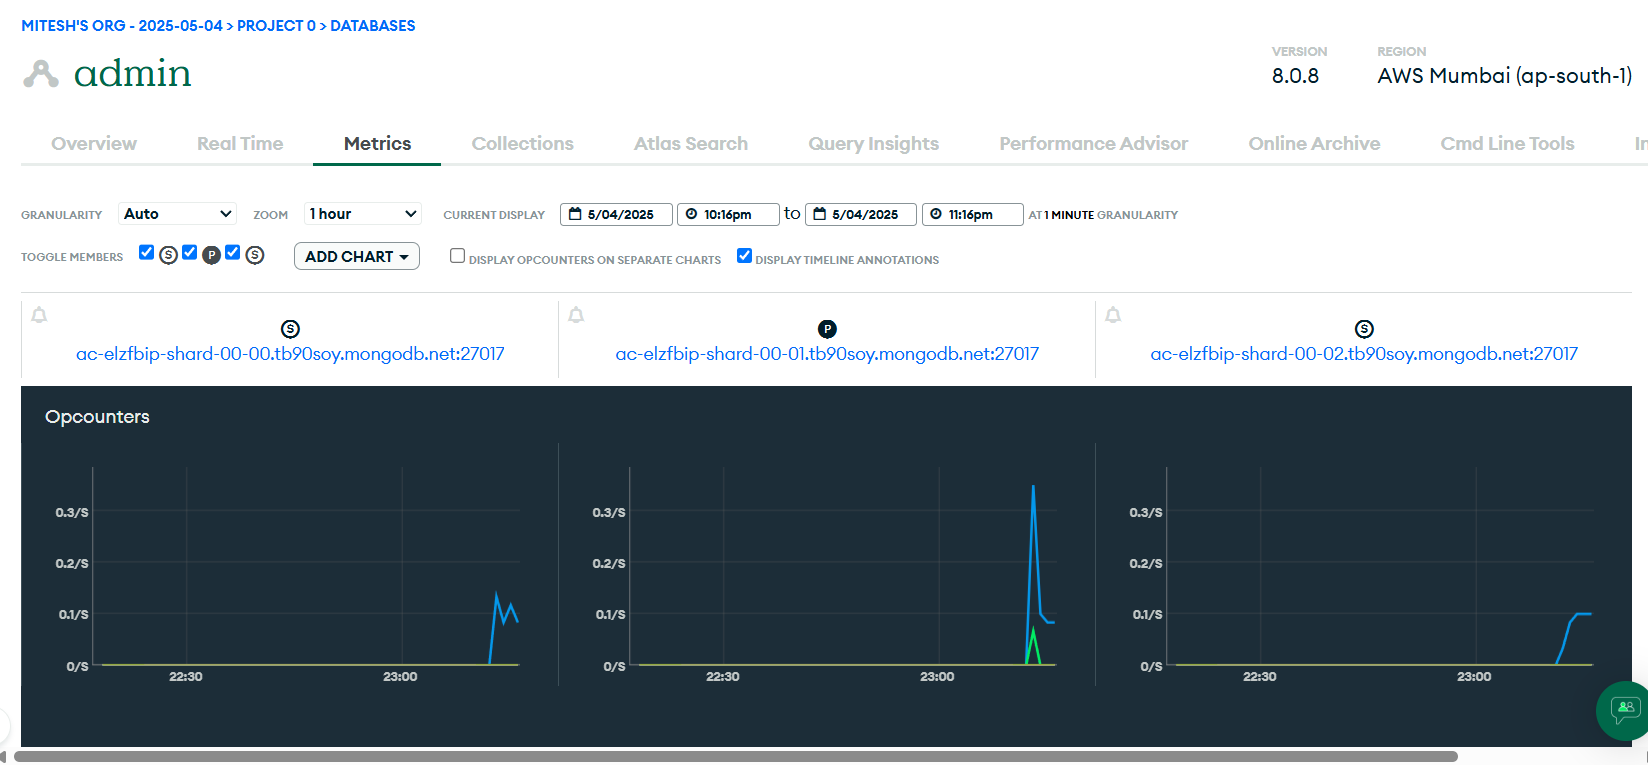 MITESH'S ORG - 2025-05-04 > PROJECT 0 > DATABASES
admin
VERSION
8.0.8
REGION
AWS Mumbai (ap-south-1)
Overview Real Time Metrics Collections Atlas Search Query Insights Performance Advisor Online Archive Cmd Line Tools In
GRANULARITY Auto ZOOM 1 hour CURRENT DISPLAY 5/04/2025 10:16pm to 5/04/2025 11:16pm AT 1 MINUTE GRANULARITY
TOGGLE MEMBERS S P S ADD CHART DISPLAY OPCOUNTERS ON SEPARATE CHARTS DISPLAY TIMELINE ANNOTATIONS
S
ac-elzfbip-shard-00-00.tb90soy.mongodb.net:27017
P
ac-elzfbip-shard-00-01.tb90soy.mongodb.net:27017
S
ac-elzfbip-shard-00-02.tb90soy.mongodb.net:27017
Opcounters
0.3/S
0.2/S
0.1/S
0/S
22:30 23:00
0.3/S
0.2/S
0.1/S
0/S
22:30 23:00
0.3/S
0.2/S
0.1/S
0/S
22:30 23:00